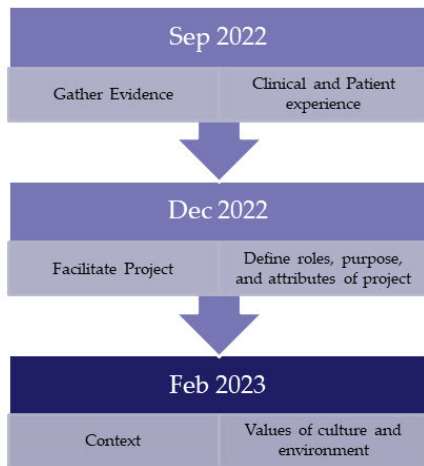 Sep 2022
Gather Evidence
Clinical and Patient
experience
Dec 2022
Facilitate Project
Define roles, purpose,
and attributes of project
Feb 2023
Context
Values of culture and
environment